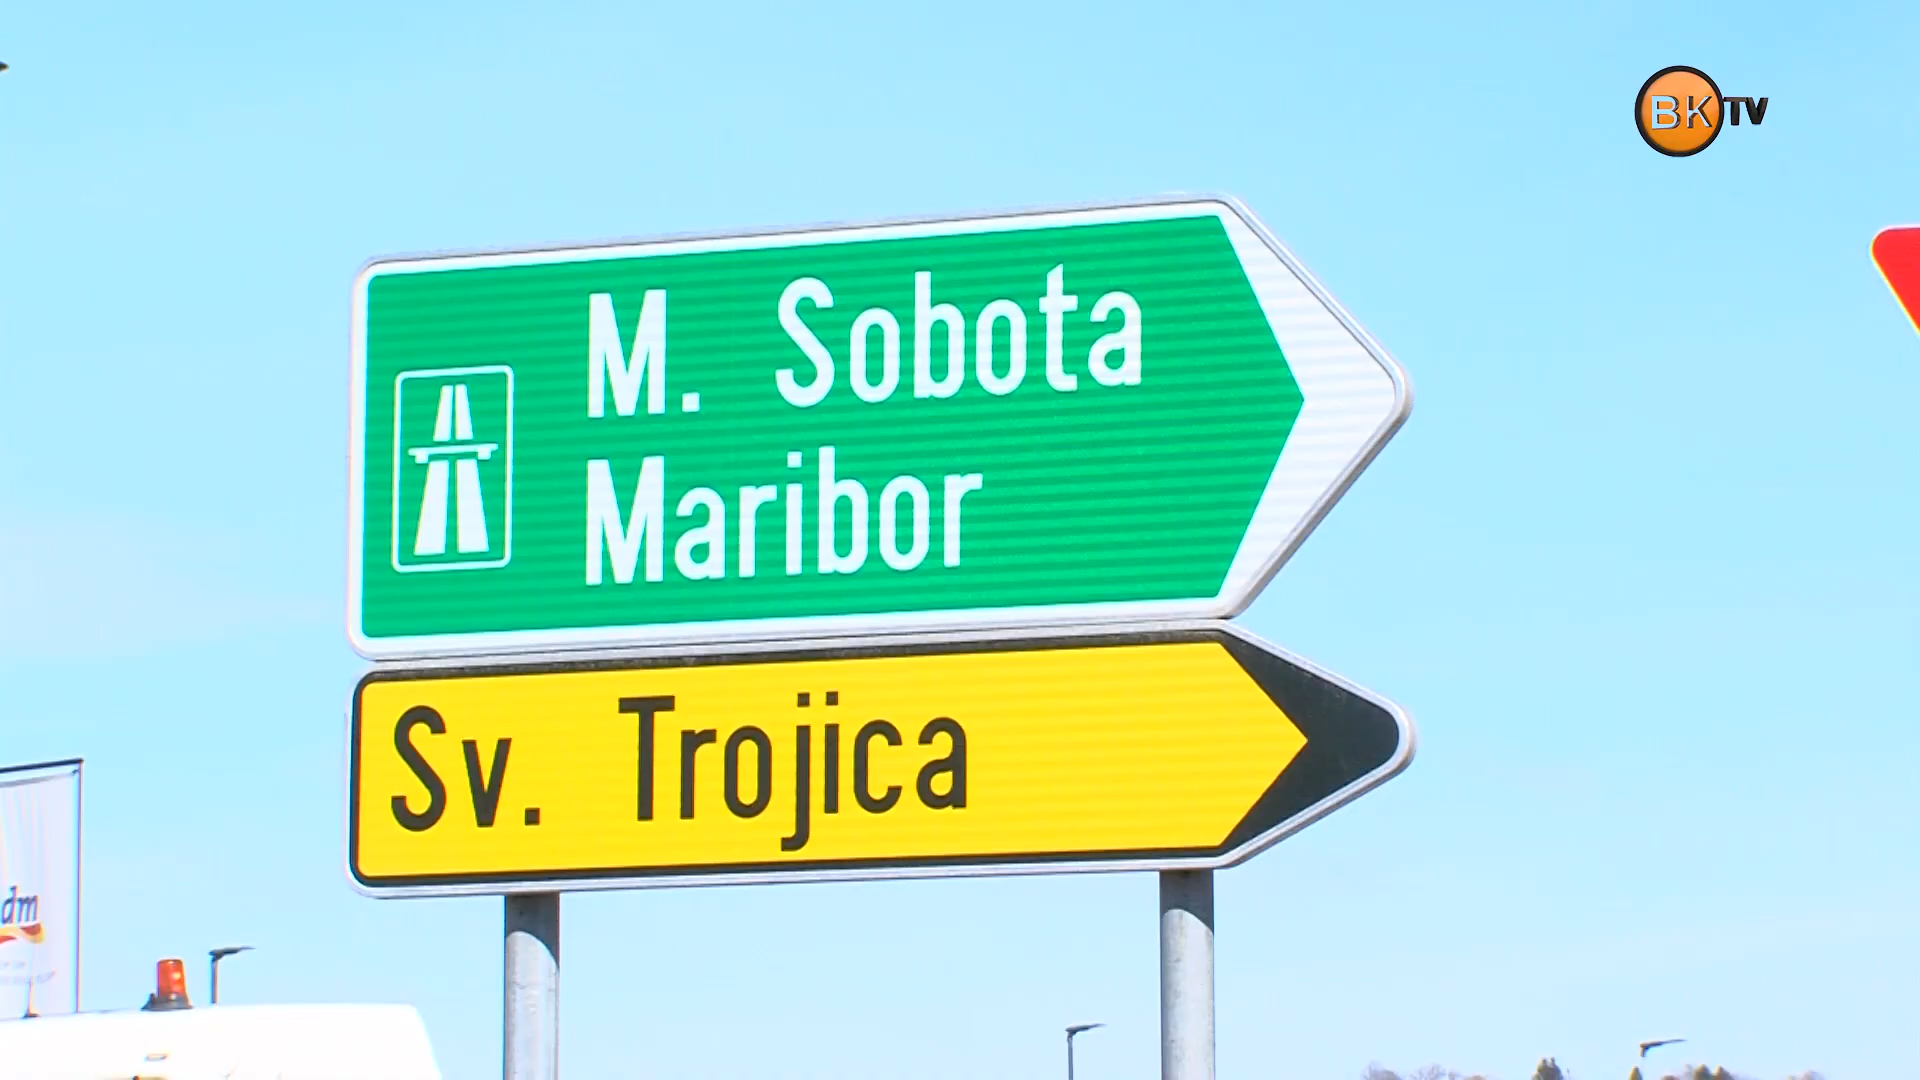 BKTV
M. Sobota
Maribor
Sv. Trojica
dm